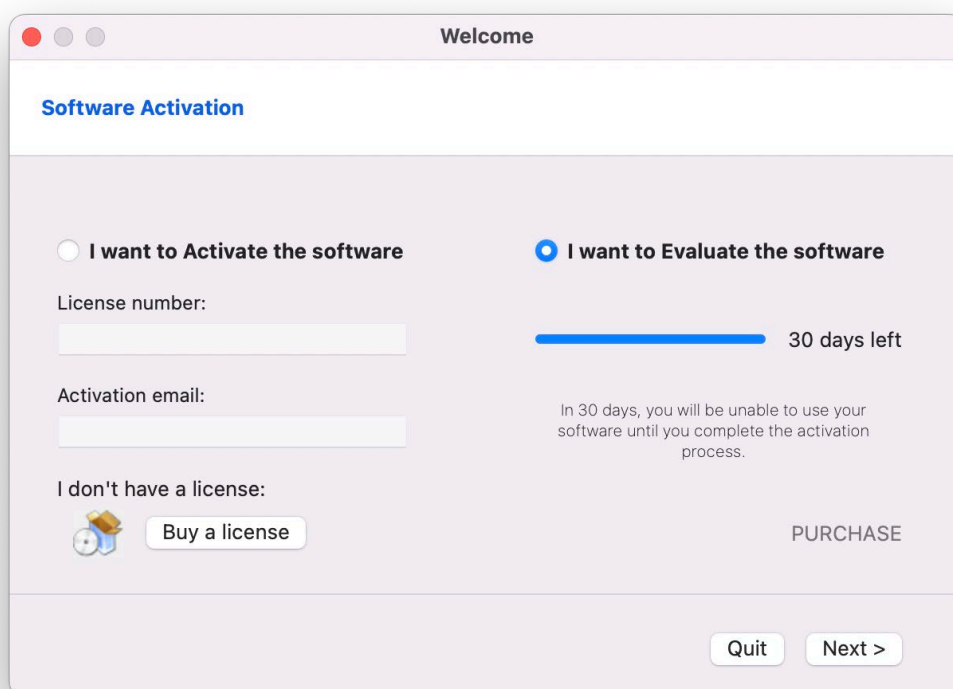 Welcome
Software Activation
I want to Activate the software
License number:
Activation email:
I don't have a license:
Buy a license
I want to Evaluate the software
30 days left
In 30 days, you will be unable to use your
software until you complete the activation
process.
PURCHASE
Quit
Next >